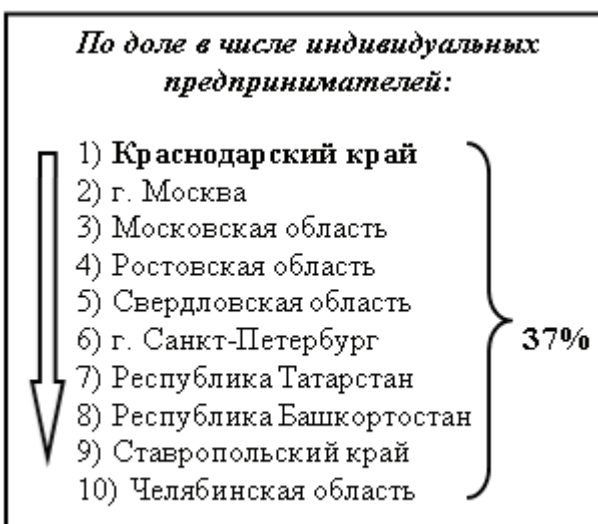 По доле в числе индивидуальных
предпринимателей:
1) Краснодарский край
2) г. Москва
3) Московская область
4) Ростовская область
5) Свердловская область
6) г. Санкт-Петербург
37%
7) Республика Татарстан
8) Республика Башкортостан
9) Ставропольский край
10) Челябинская область